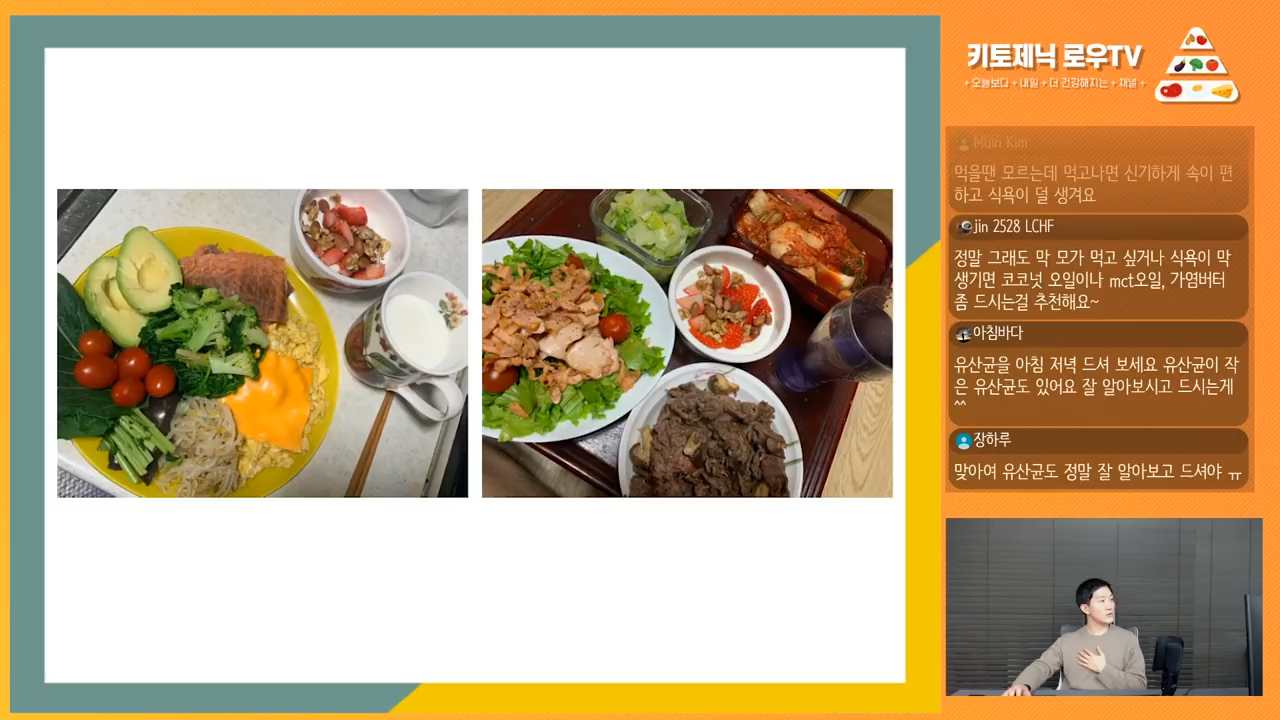 키토제닉 로우TV
+ 오늘보다 + 내일 + 더 건강해지는 + 채널 +
Muin Kim
먹을땐 모르는데 먹고나면 신기하게 속이 편
하고 식욕이 덜 생겨요
jin 2528 LCHF
정말 그래도 막 모가 먹고 싶거나 식욕이 막
생기면 코코넛 오일이나 mct오일, 가염버터
좀 드시는걸 추천해요~
아침바다
유산균을 아침 저녁 드셔 보세요 유산균이 작
은 유산균도 있어요 잘 알아보시고 드시는게
^^
장하루
맞아여 유산균도 정말 잘 알아보고 드셔야 ㅠ